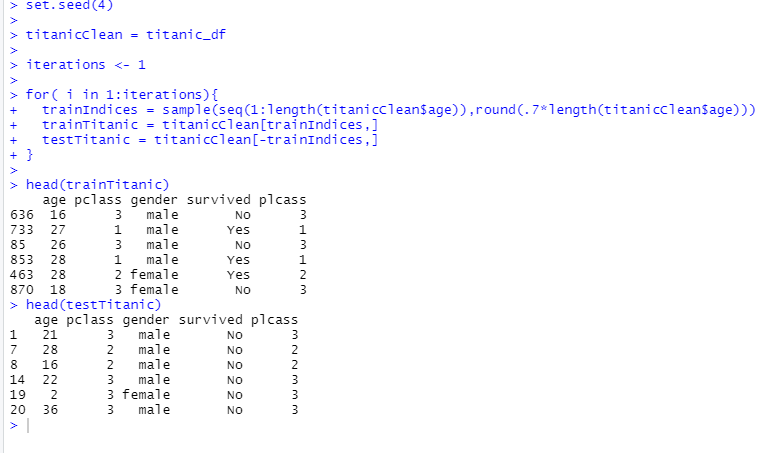 > set.seed(4)
>
> titanicClean = titanic_df
>
> iterations <- 1
>
> for( i in 1:iterations){
+   trainIndices = sample(seq(1:length(titanicClean$age)),round(.7*length(titanicClean$age)))
+   trainTitanic = titanicClean[trainIndices,]
+   testTitanic = titanicClean[-trainIndices,]
+ }
>
> head(trainTitanic)
    age pclass gender survived plcass
636  16      3   male       No      3
733  27      1   male      Yes      1
85   26      3   male       No      3
853  28      1   male      Yes      1
463  28      2 female      Yes      2
870  18      3 female       No      3
> head(testTitanic)
   age pclass gender survived plcass
1   21      3   male       No      3
7   28      2   male       No      2
8   16      2   male       No      2
14  22      3   male       No      3
19   2      3 female       No      3
20  36      3   male       No      3
>